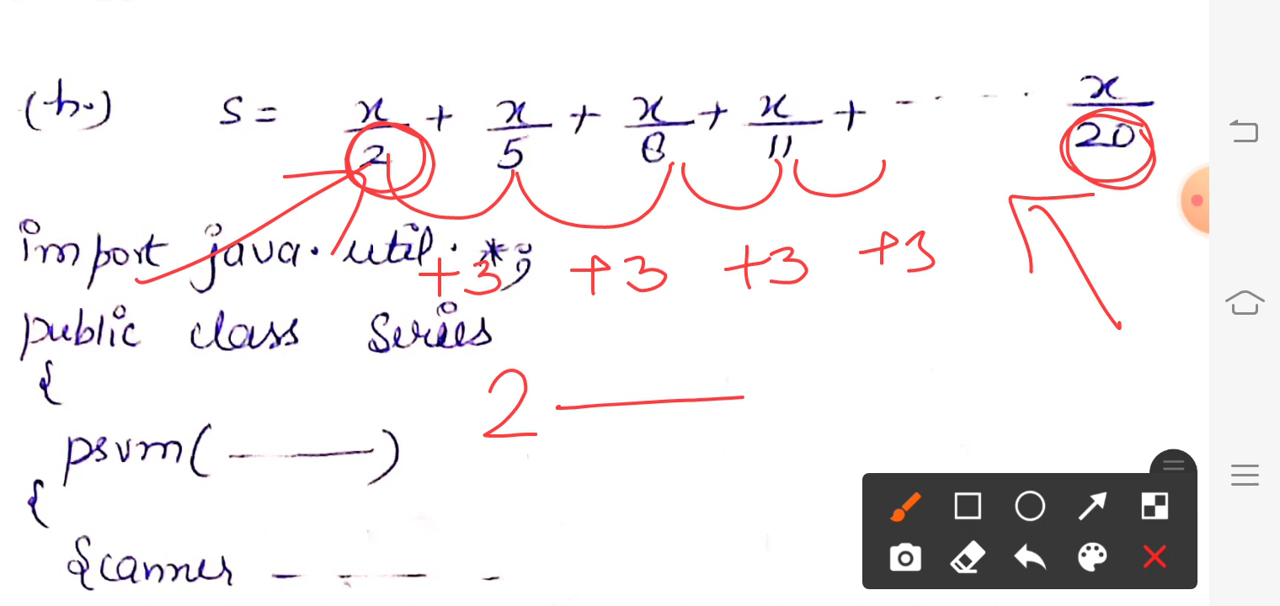 (h.) S = x/2 + x/5 + x/8 + x/11 + - · - - · x/20
import java.util.*;
+3 +3 +3 +3
public class Series
{
2
psvm( —— )
{
Scanner - - — -